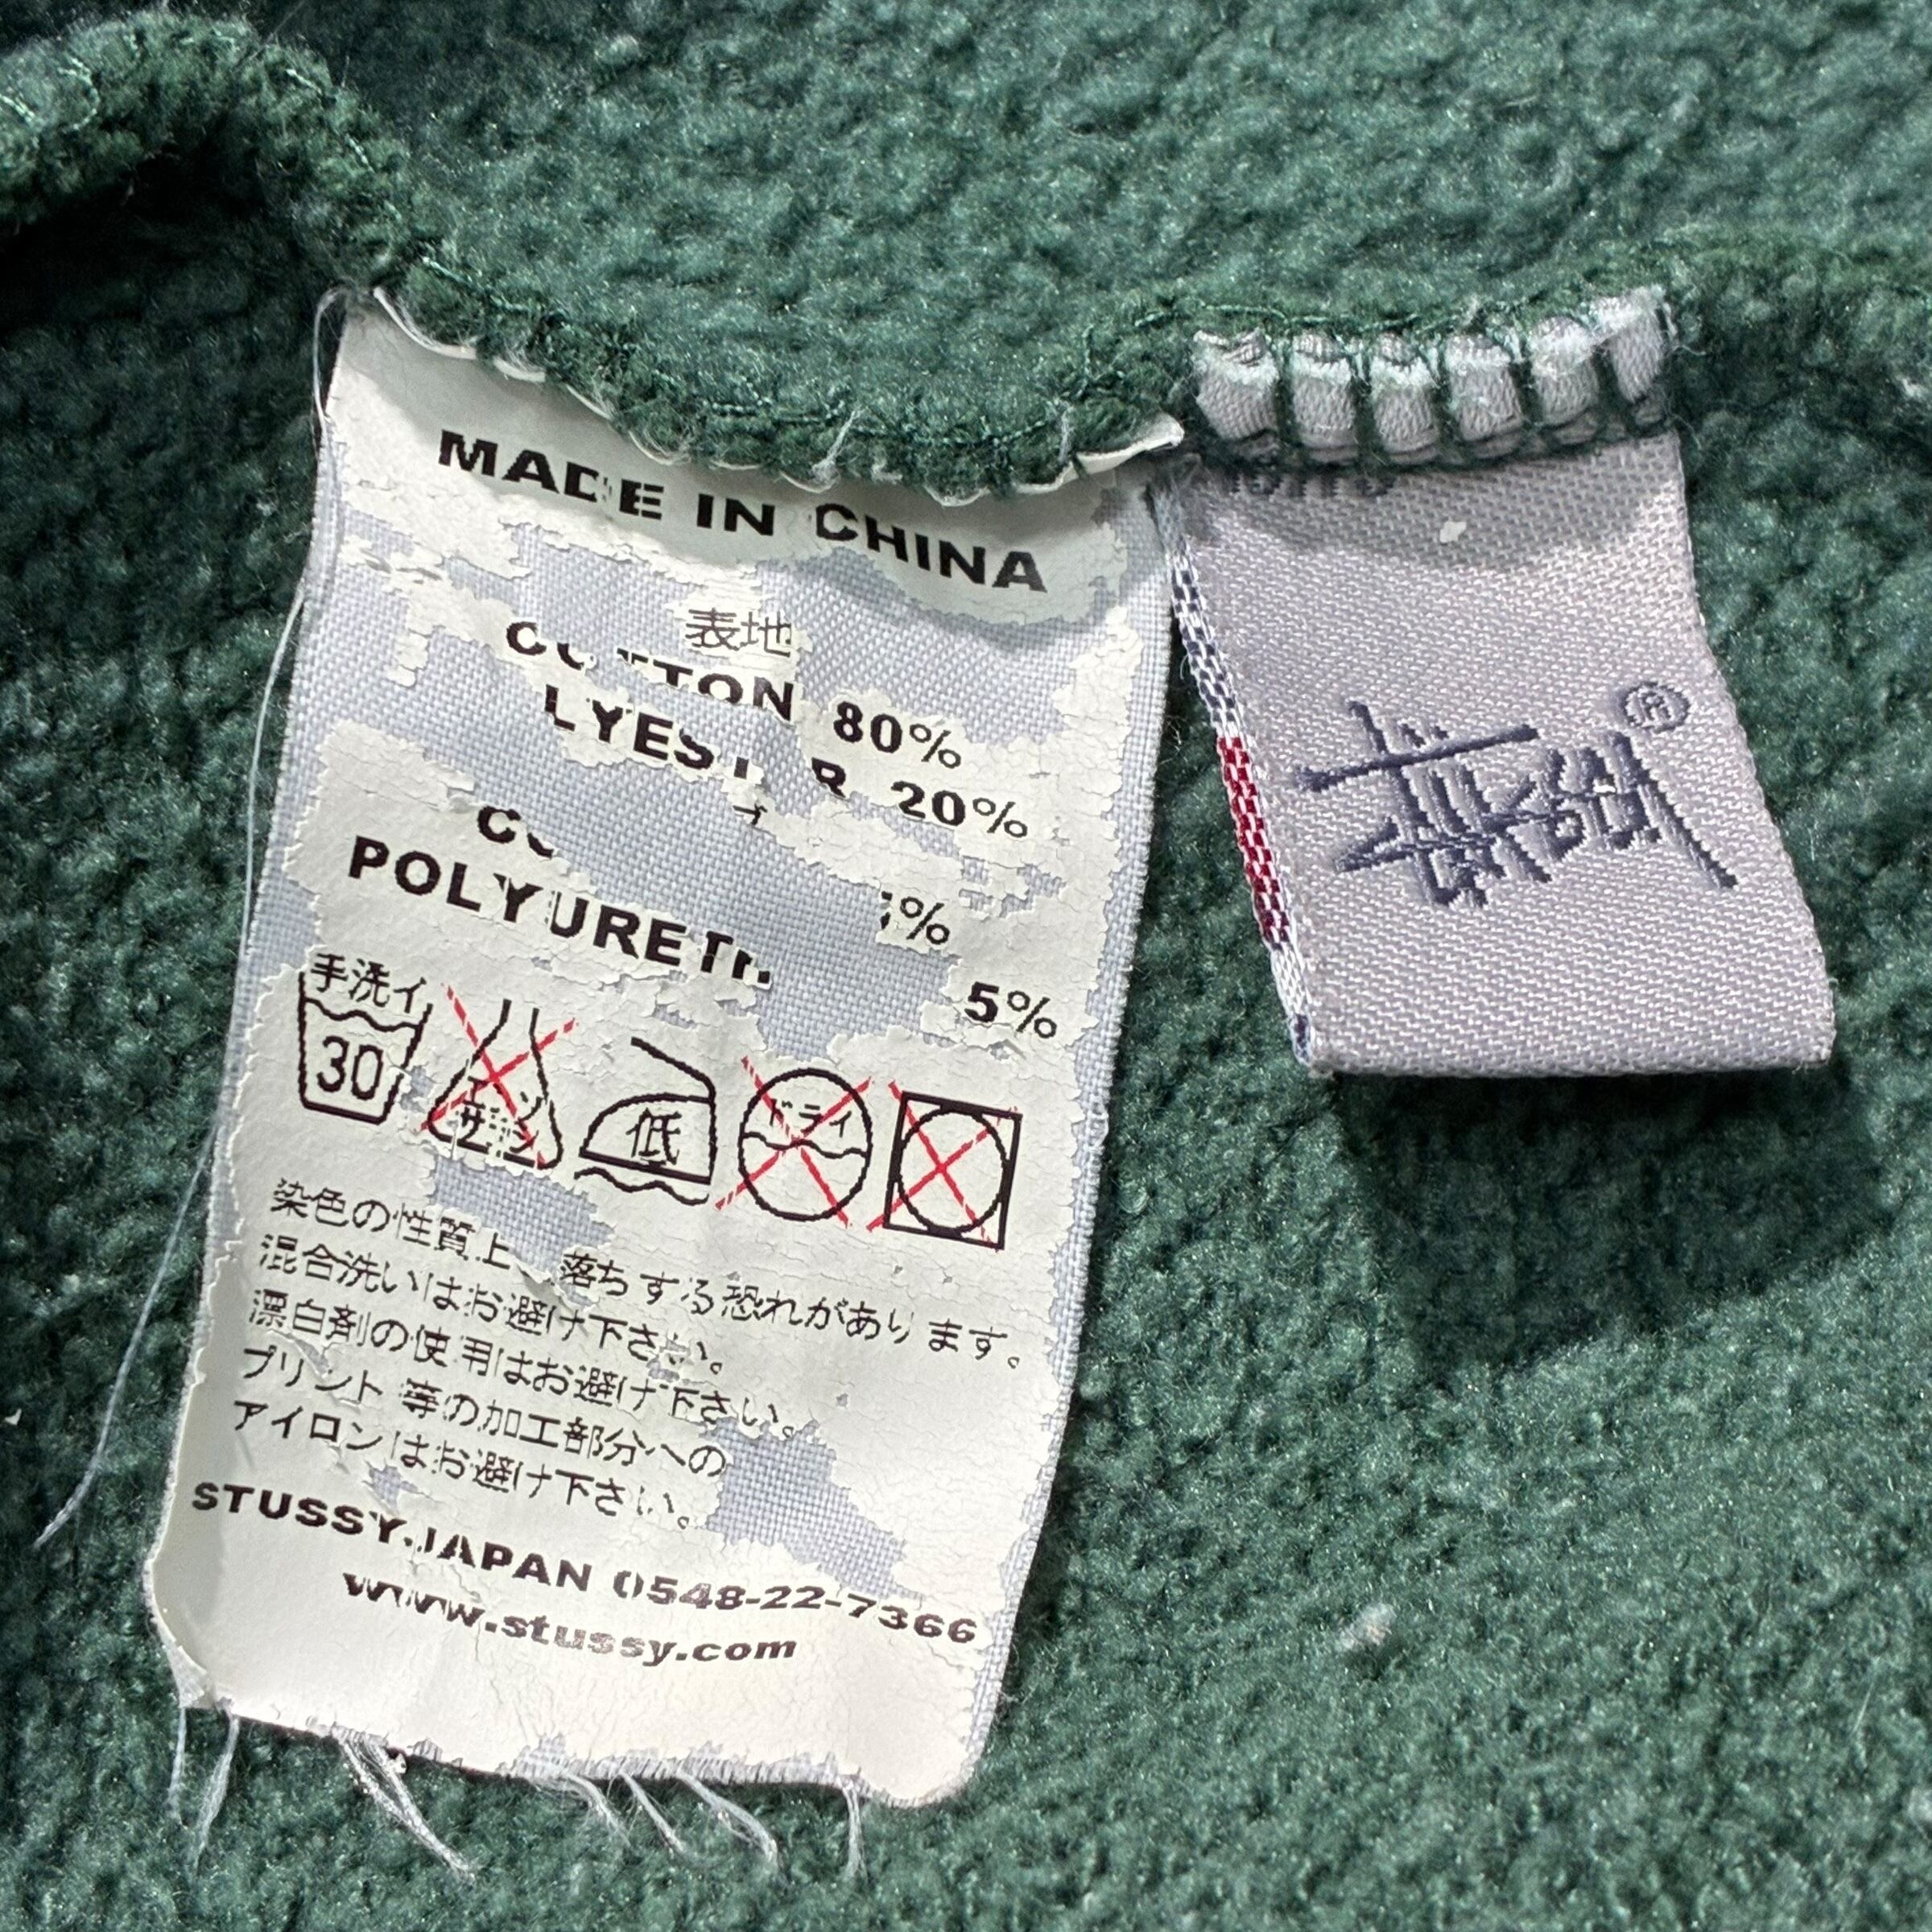 MADE IN CHINA
表地
COTTON 80%
LYEST R 20%
%
5%
手洗イ
30
低
ドライ
染色の性質上、 落ちする恐れがあります。
混合洗いはお避け下さい。
漂白剤の使用はお避け下さい。
プリント等の加工部分への
アイロンはお避け下さい。
STUSSY.JAPAN 0548-22-7366
www.stussy.com
®